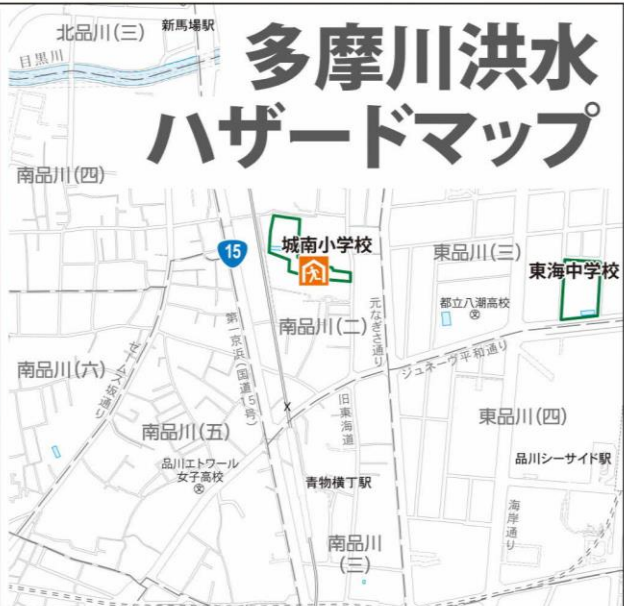 北品川(三)
新馬場駅
目黒川
多摩川洪水
ハザードマップ
南品川(四)
15
城南小学校
東品川(三)
東海中学校
都立八潮高校
南品川(二)
元なぎさ通り
第一京浜(国道15号)
ジュネーヴ平和通り
南品川(六)
ゼームス坂通り
x
旧東海道
東品川(四)
南品川(五)
品川エトワール
女子高校
品川シーサイド駅
青物横丁駅
海岸通り
南品川
(三)